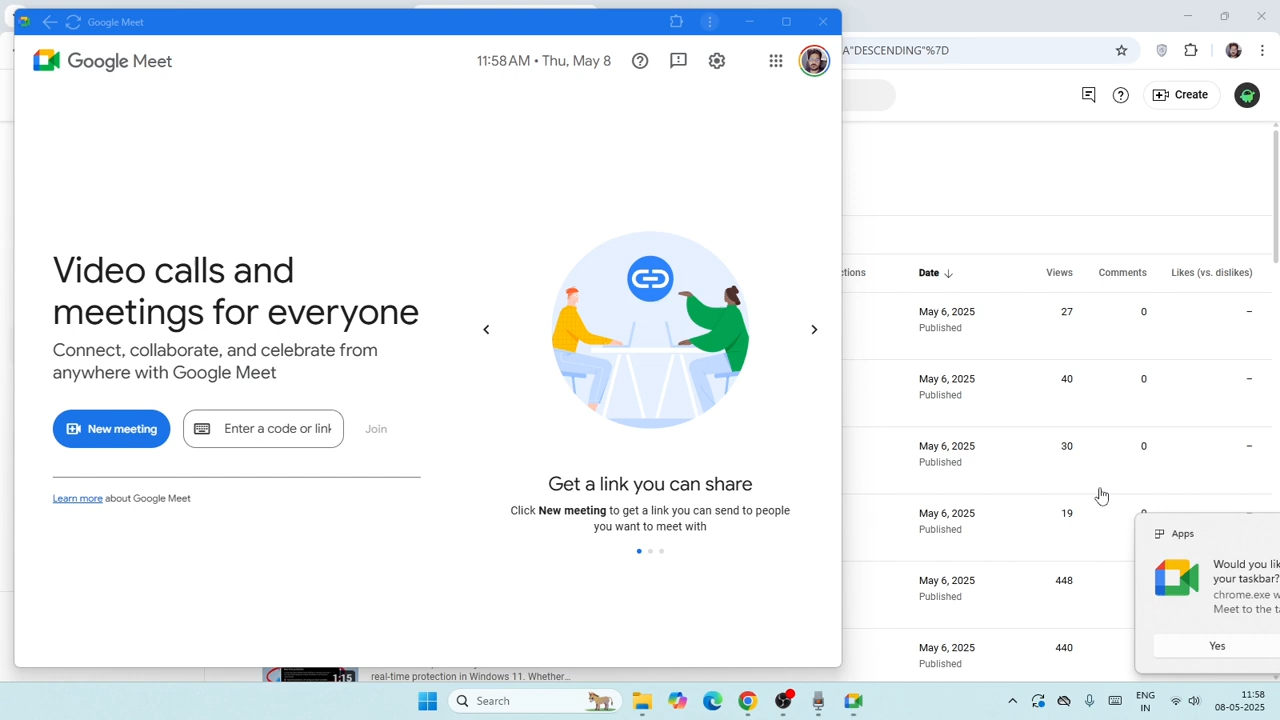 Google Meet
A"DESCENDING"%7D
Google Meet
11:58 AM • Thu, May 8
Create
Video calls and
meetings for everyone
Connect, collaborate, and celebrate from
anywhere with Google Meet
New meeting
Enter a code or link
Join
Learn more about Google Meet
Get a link you can share
Click New meeting to get a link you can send to people
you want to meet with
Date
Views
Comments
Likes (vs. dislikes)
May 6, 2025
27
0
–
Published
May 6, 2025
40
0
–
Published
May 6, 2025
30
0
–
Published
May 6, 2025
19
Published
May 6, 2025
448
Published
May 6, 2025
440
Published
Apps
Would you lik
your taskbar?
chrome.exe w
Meet to the ta
Yes
1:15
real-time protection in Windows 11. Whether...
Search
ENG
IN
11:58
08-05-2025